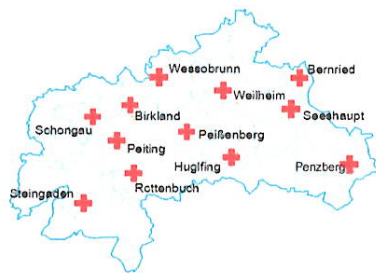 Wessobrunn
Bernried
Weilheim
Birkland
Seeshaupt
Schongau
Peißenberg
Peiting
Huglfing
Penzberg
Rottenbuch
Steingaden